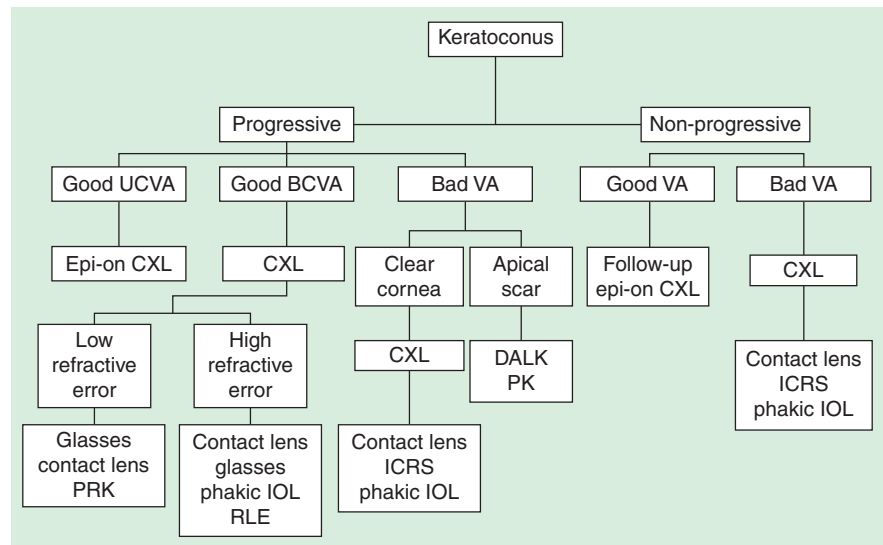 Keratoconus
Progressive
Non-progressive
Good UCVA
Good BCVA
Bad VA
Good VA
Bad VA
Epi-on CXL
CXL
Clear
cornea
Apical
scar
Follow-up
epi-on CXL
CXL
Low
refractive
error
High
refractive
error
CXL
DALK
PK
Contact lens
ICRS
phakic IOL
Glasses
contact lens
PRK
Contact lens
glasses
phakic IOL
RLE
Contact lens
ICRS
phakic IOL